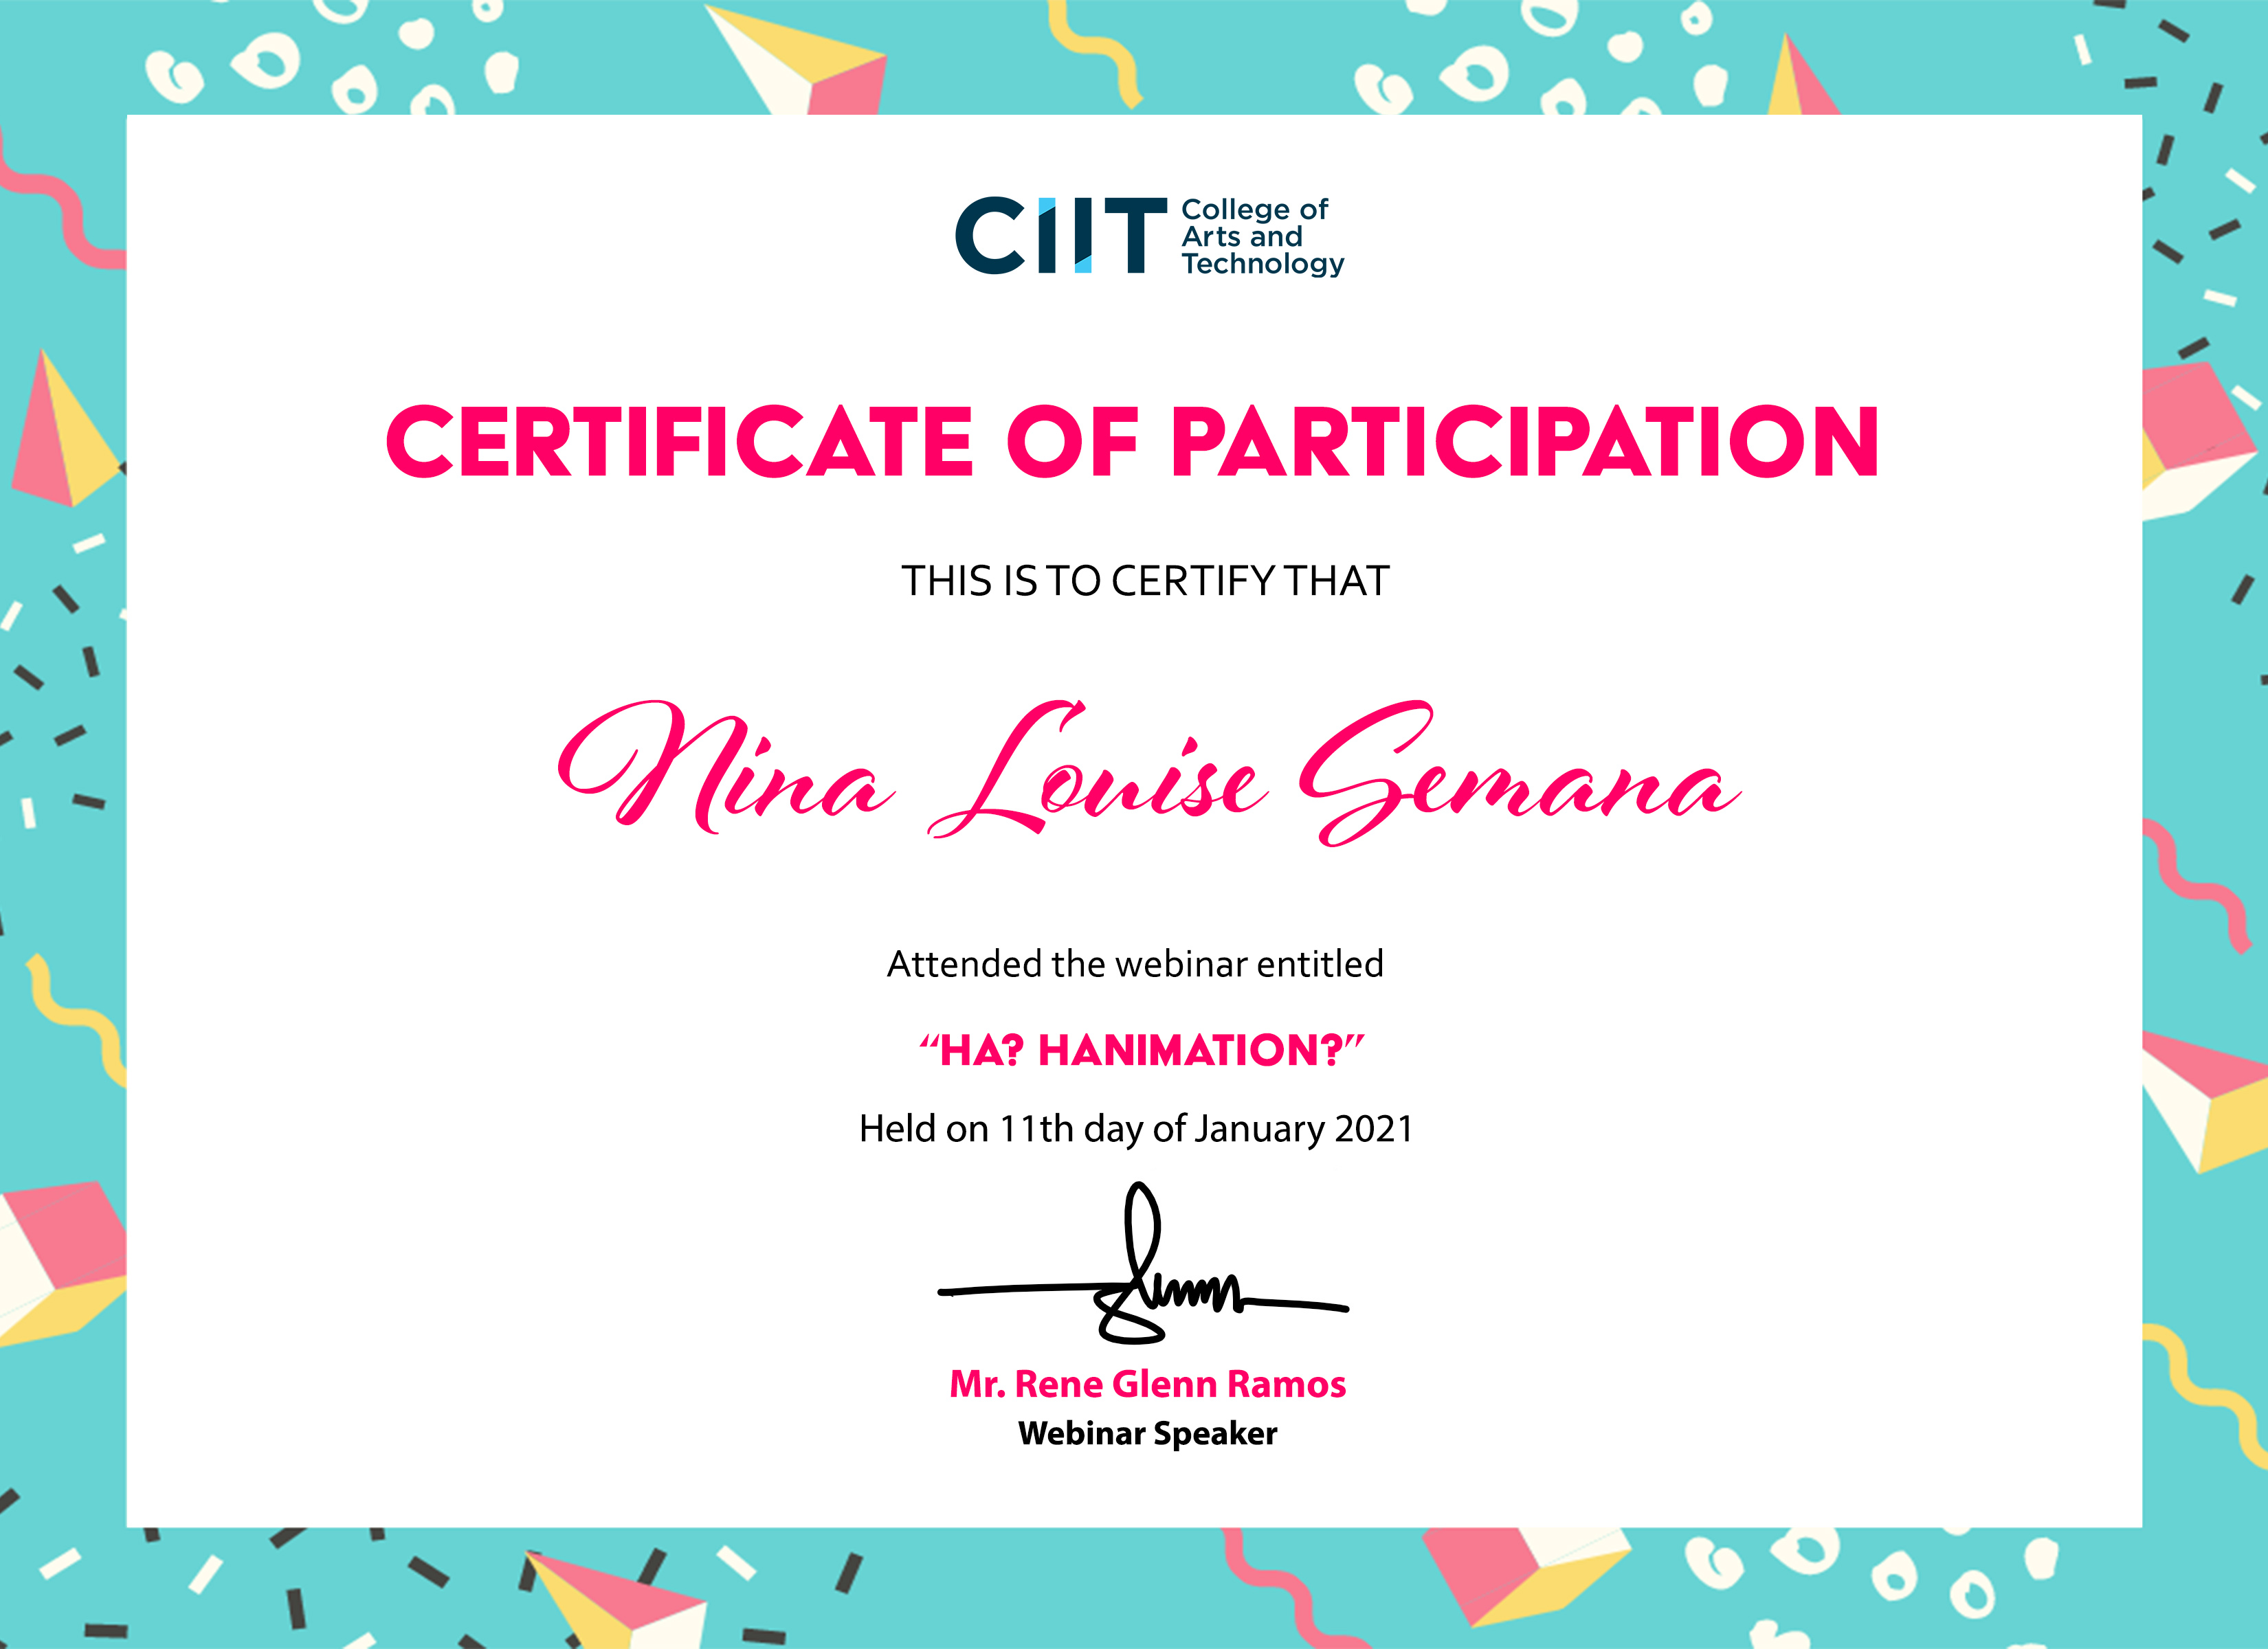 CIIT College of
Arts and
Technology
CERTIFICATE OF PARTICIPATION
THIS IS TO CERTIFY THAT
Nina Louise Semana
Attended the webinar entitled
“HA? HANIMATION?”
Held on 11th day of January 2021
Mr. Rene Glenn Ramos
Webinar Speaker